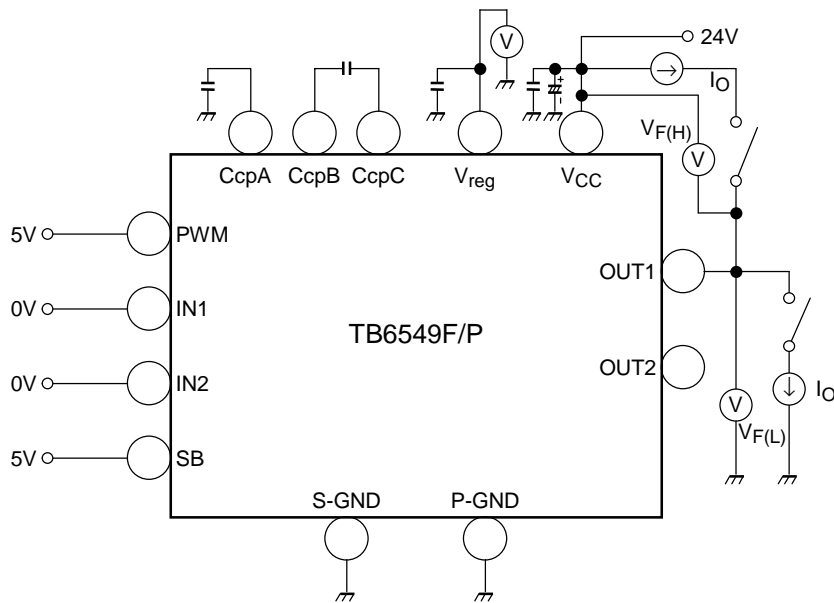 24V
V
IO
VF(H)
V
CcpA CcpB CcpC Vreg VCC
5V PWM
OUT1
0V IN1
TB6549F/P
0V IN2
OUT2
IO
V
VF(L)
5V SB
S-GND P-GND